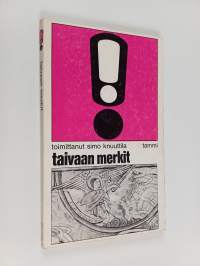 !
toimittanut simo knuuttila tammi
taivaan merkit